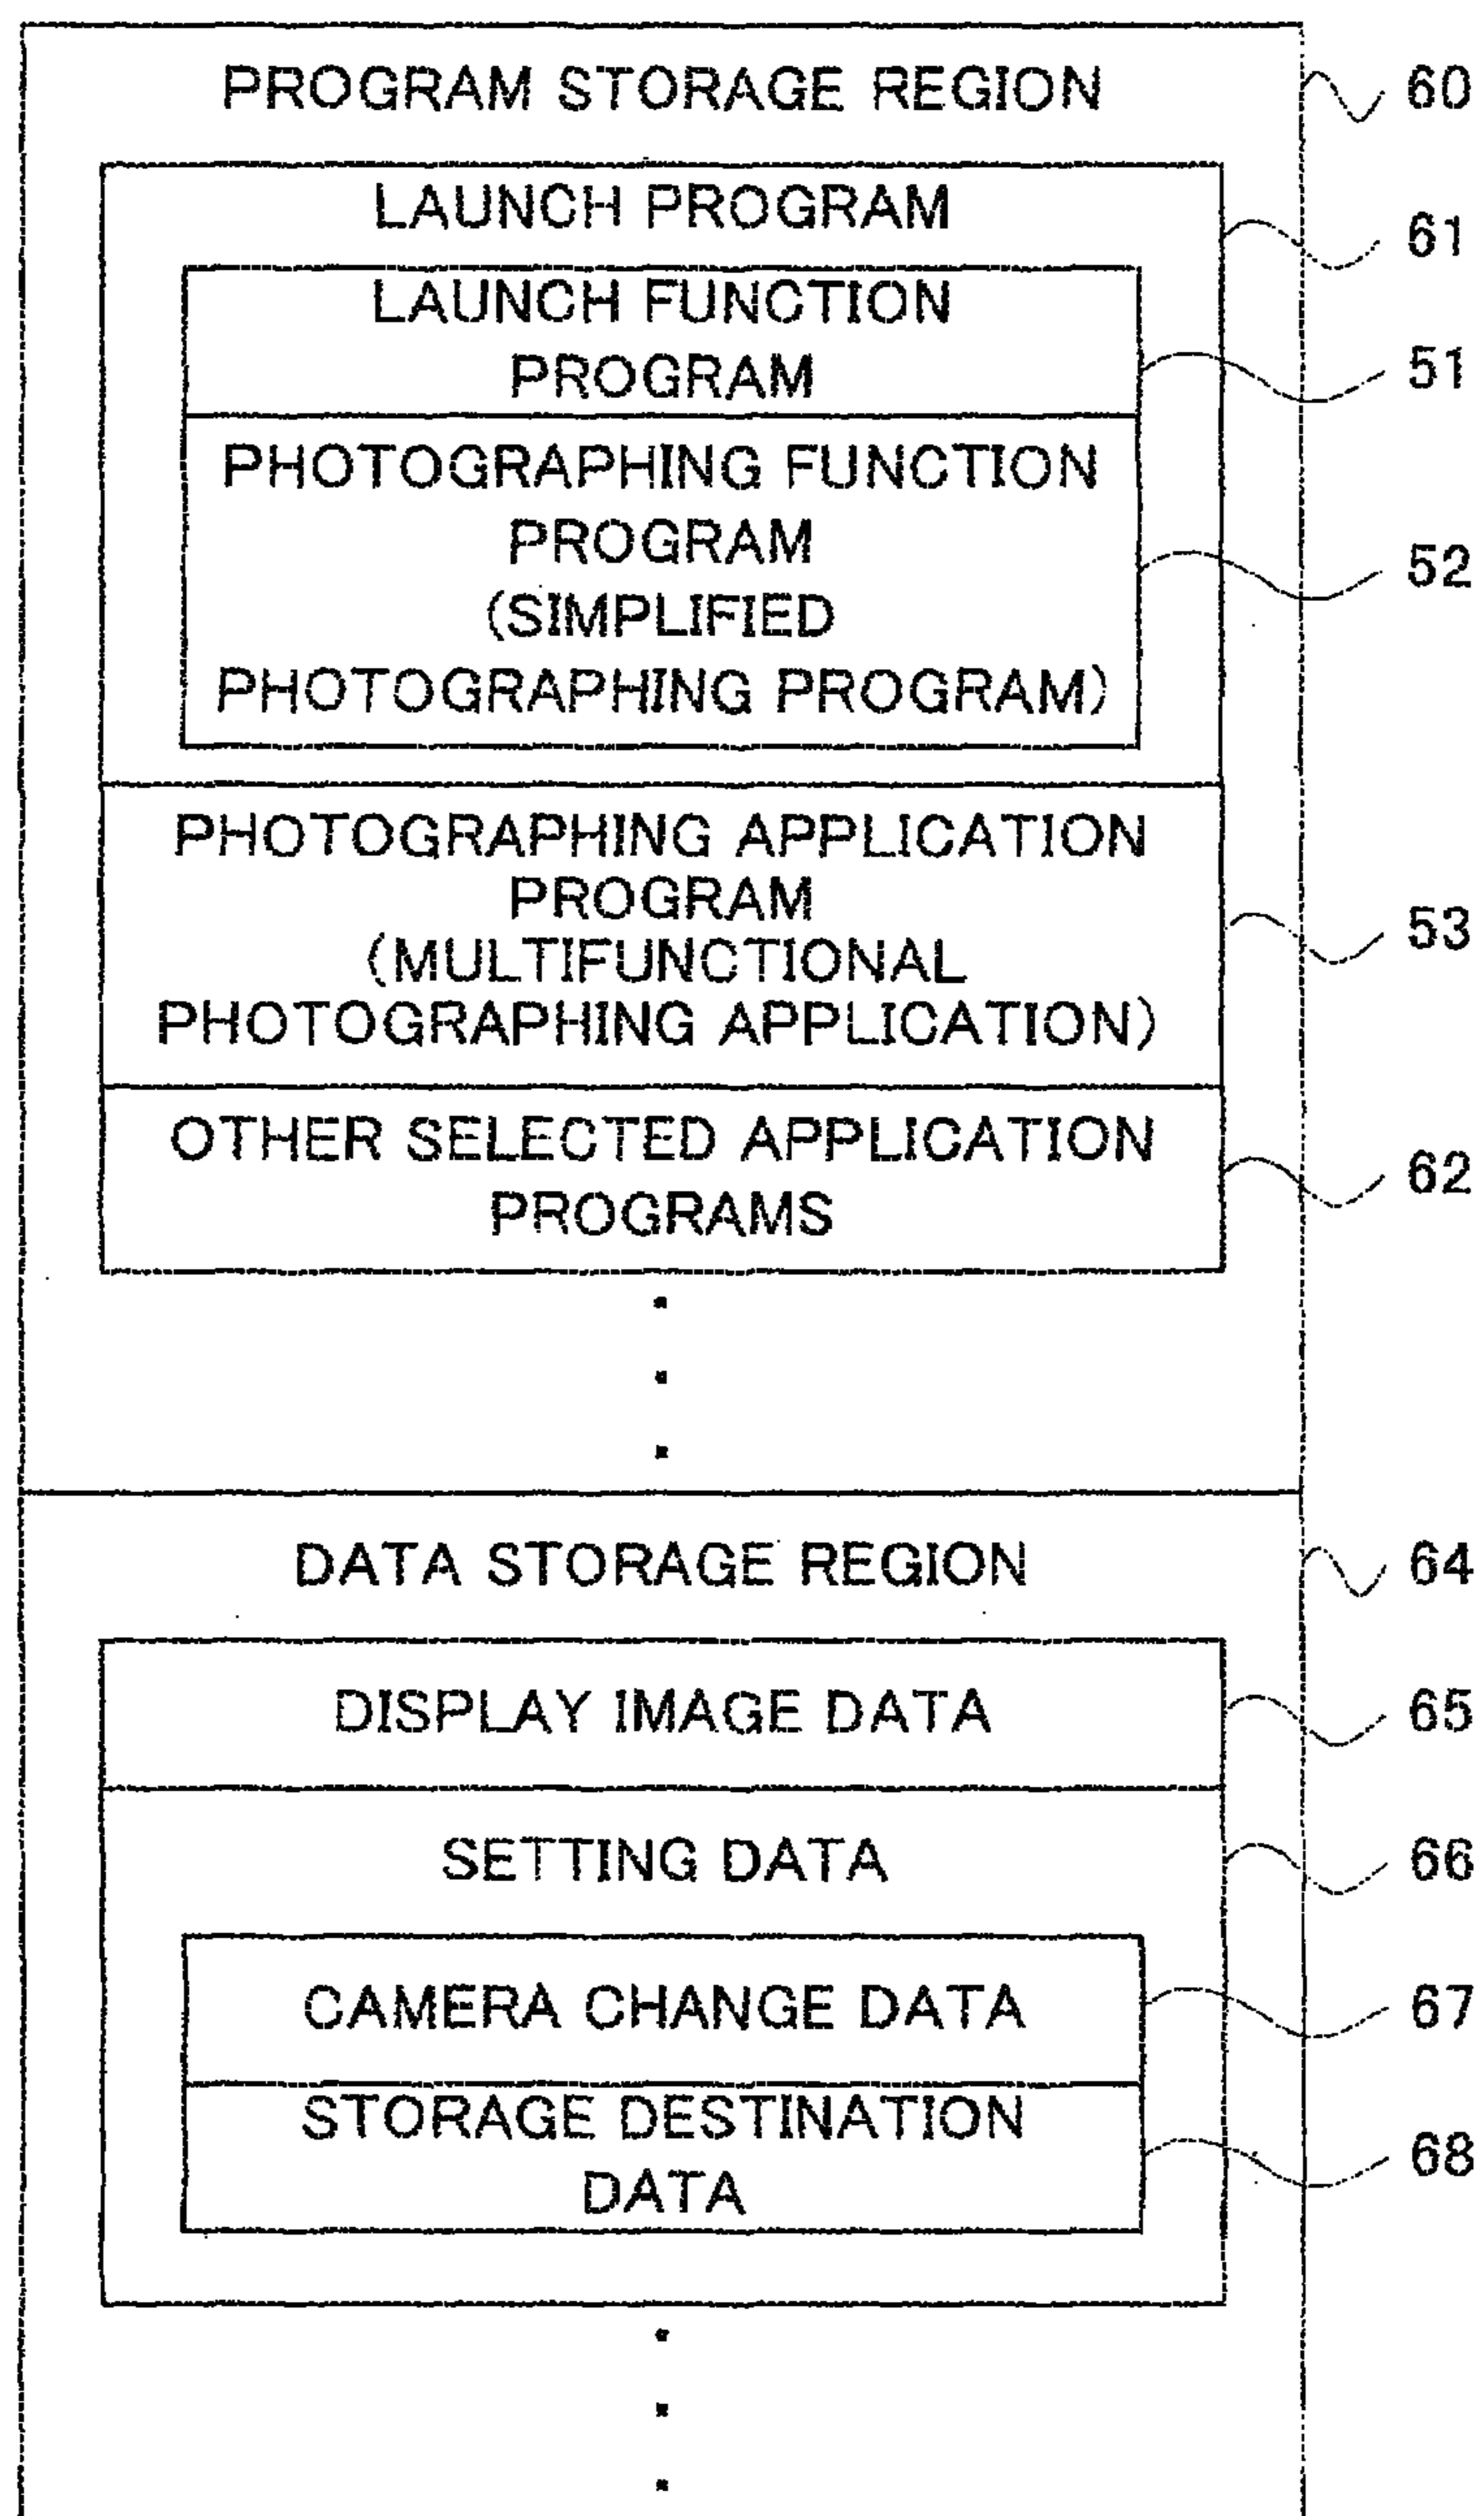 PROGRAM STORAGE REGION 60
LAUNCH PROGRAM 61
LAUNCH FUNCTION
PROGRAM 51
PHOTOGRAPHING FUNCTION
PROGRAM 52
(SIMPLIFIED
PHOTOGRAPHING PROGRAM)
PHOTOGRAPHING APPLICATION
PROGRAM 53
(MULTIFUNCTIONAL
PHOTOGRAPHING APPLICATION)
OTHER SELECTED APPLICATION 62
PROGRAMS
DATA STORAGE REGION 64
DISPLAY IMAGE DATA 65
SETTING DATA 66
CAMERA CHANGE DATA 67
STORAGE DESTINATION 68
DATA